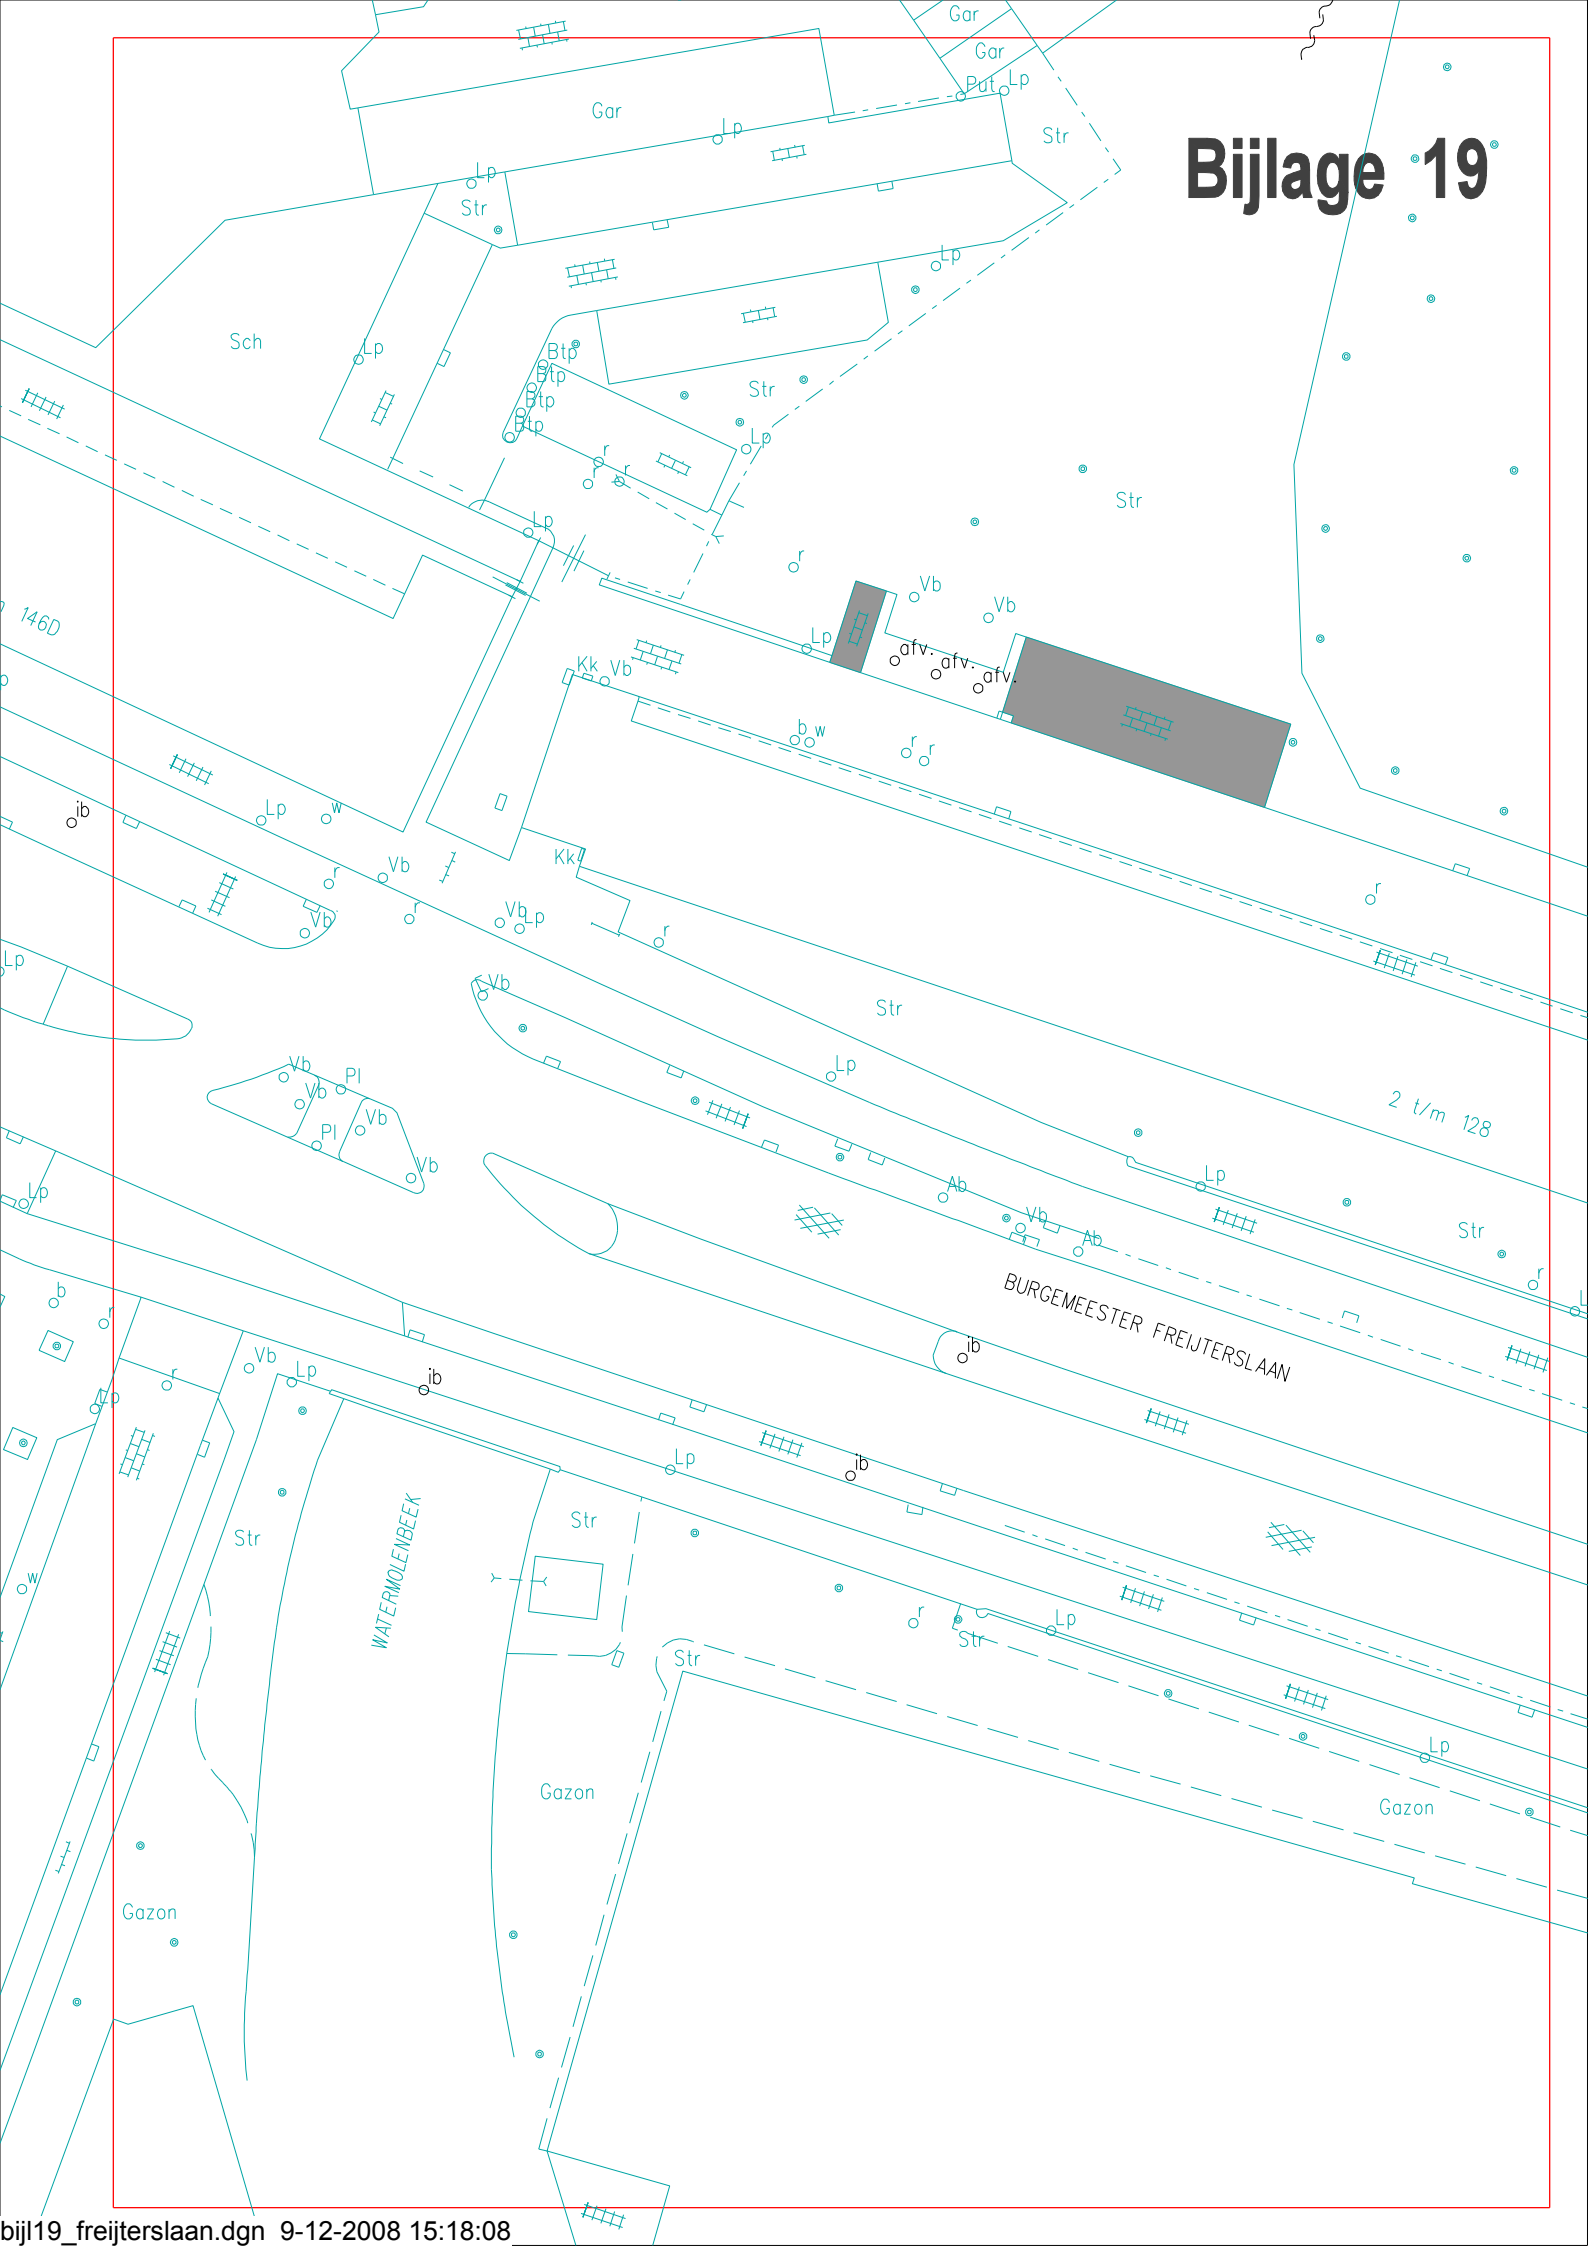 Gar
Gar
Put
Lp
Gar
Lp
Str
Bijlage 19
Lp
Str
Lp
Sch
Lp
Btp
Btp
Btp
Btp
Str
Lp
r
r
r
Str
Lp
r
Vb
Vb
146D
Lp
afv.
afv.
afv.
Kk
Vb
b
w
r
r
ib
Lp
w
Kk
Vb
r
r
r
Vb
Lp
Vb
r
Lp
Vb
Str
Vb
Pl
Lp
Vb
Vb
Pl
2 t/m 128
Vb
Lp
Lp
Ab
Vb
Ab
Str
BURGEMEESTER FREIJTERSLAAN
r
b
r
ib
Vb
Lp
r
ib
Lp
Lp
ib
WATERMOLENBEEK
Str
Str
w
r
Lp
Str
Str
Lp
Gazon
Gazon
Gazon
bijl19_freijterslaan.dgn 9-12-2008 15:18:08